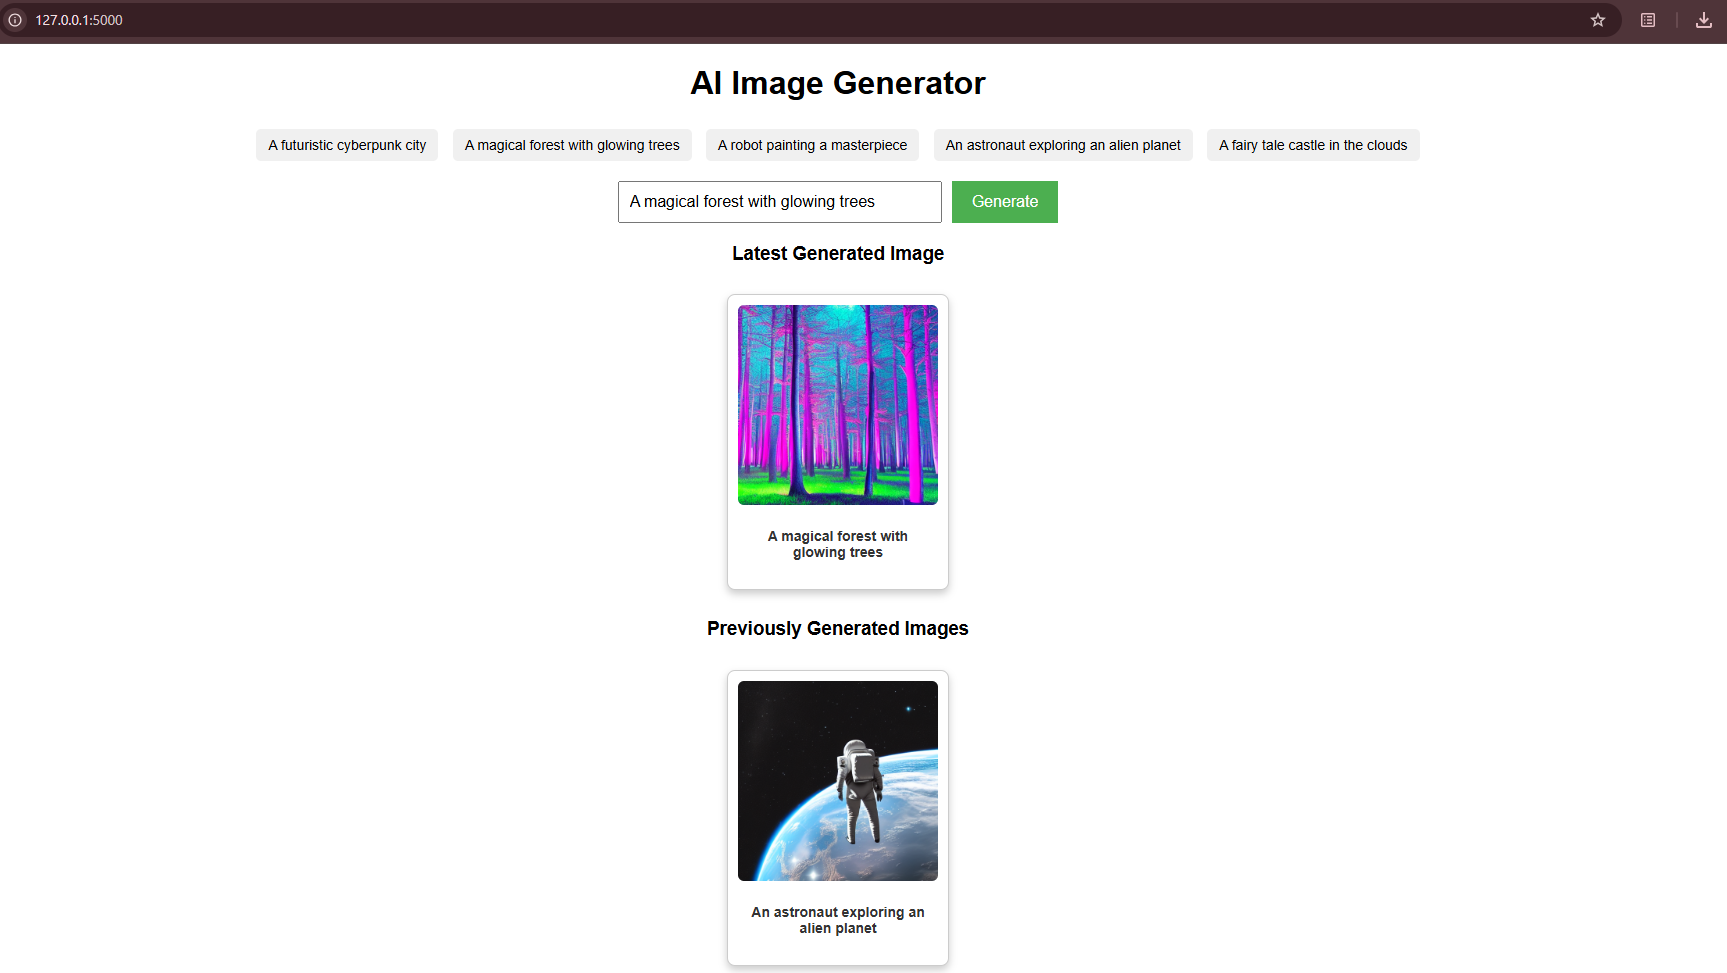 127.0.0.1:5000
AI Image Generator
A futuristic cyberpunk city
A magical forest with glowing trees
A robot painting a masterpiece
An astronaut exploring an alien planet
A fairy tale castle in the clouds
A magical forest with glowing trees
Generate
Latest Generated Image
A magical forest with
glowing trees
Previously Generated Images
An astronaut exploring an
alien planet